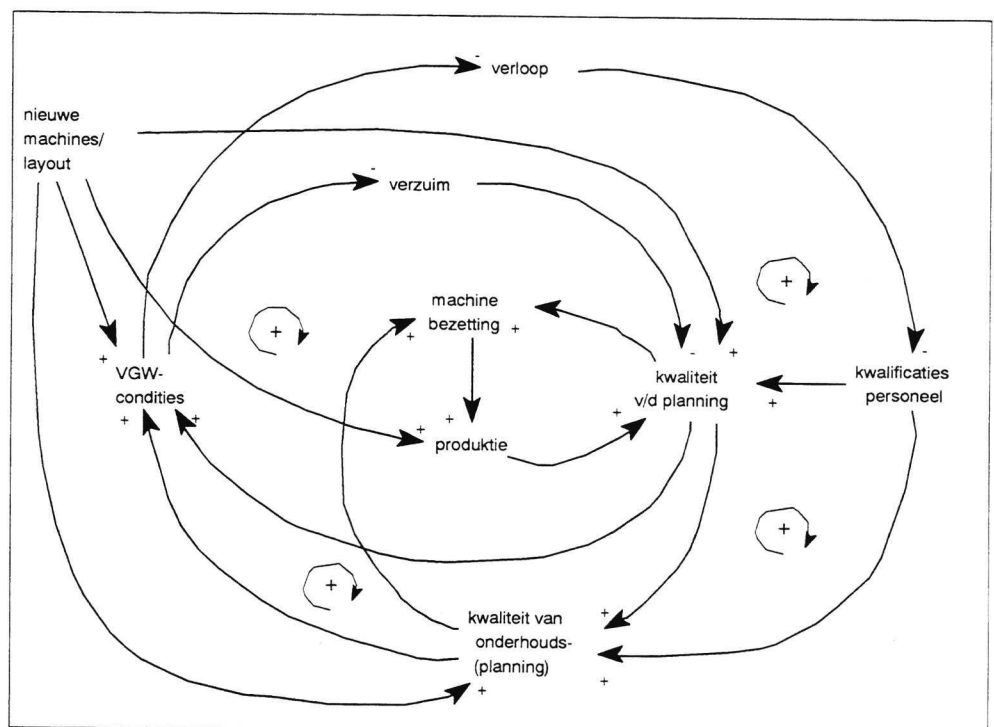 - verloop
nieuwe
machines/
layout
- verzuim
+
+
machine
bezetting
+ +
- +
-
+
VGW-
condities
+ +
kwaliteit
v/d planning
+
kwalificaties
personeel
+ +
produktie
+
+
+
kwaliteit van
onderhouds-
(planning)
+
+
+